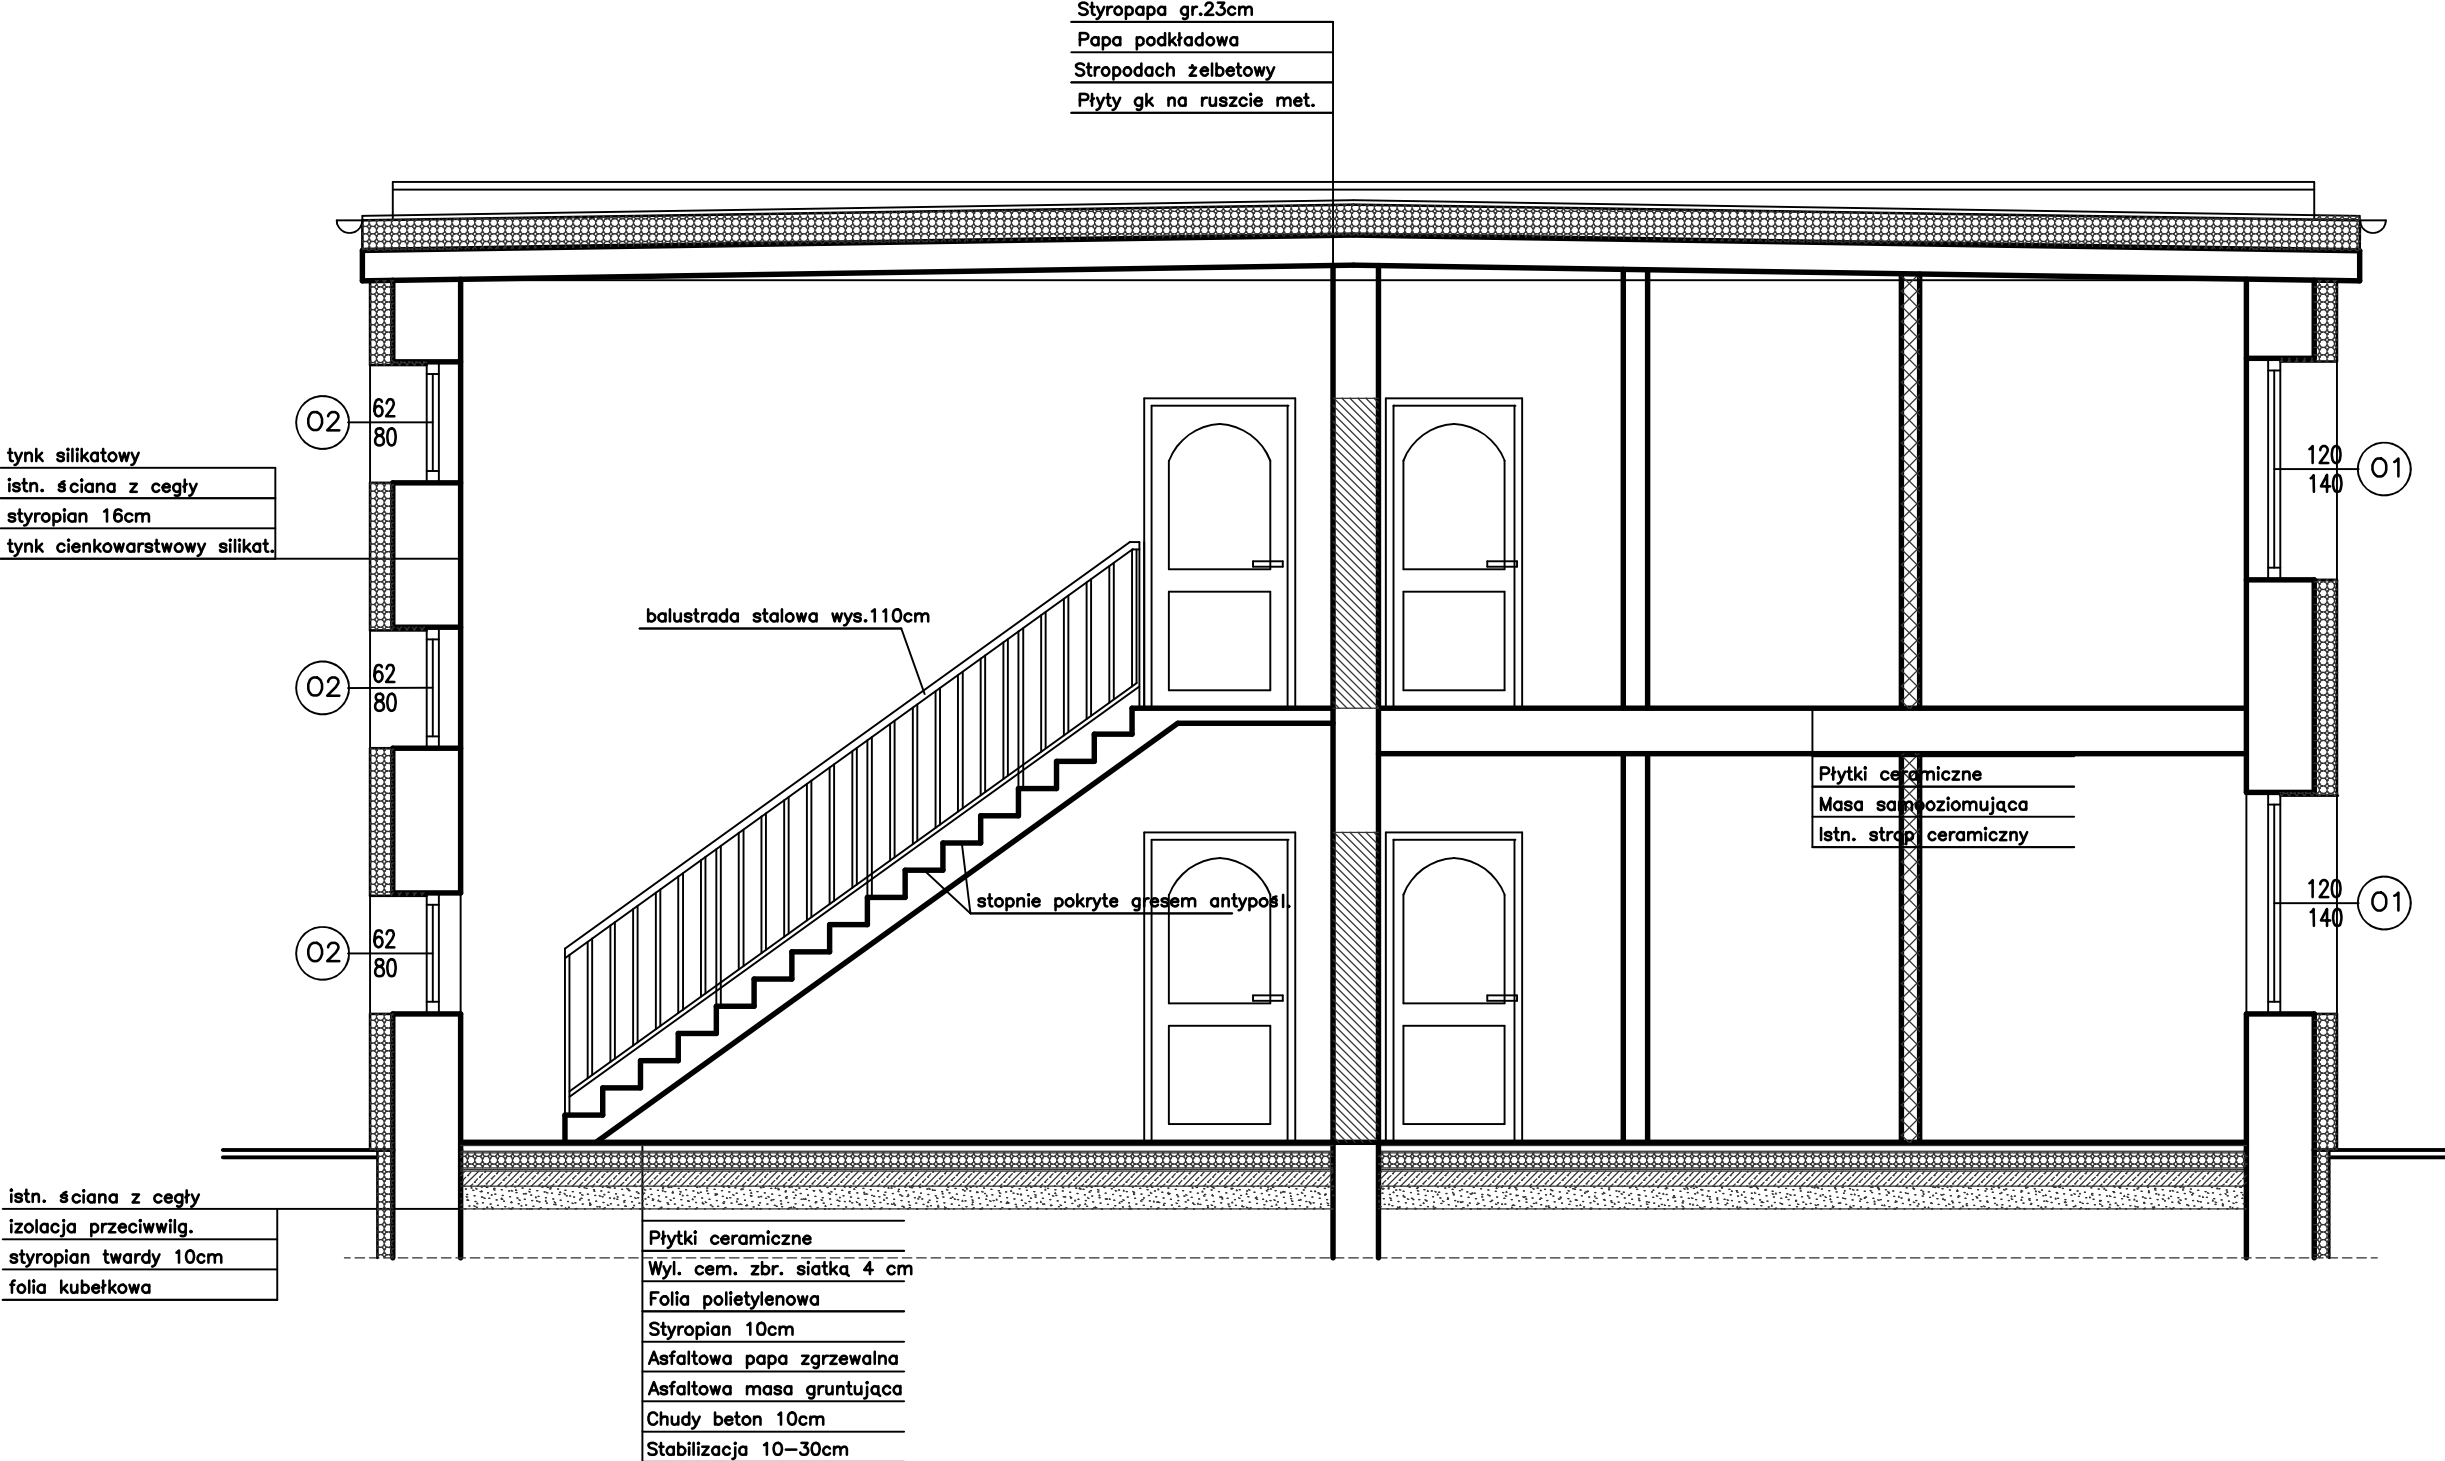 Styropapa gr.23cm
Papa podkładowa
Stropodach żelbetowy
Płyty gk na ruszcie met.
O2 62
80
tynk silikatowy
istn. ściana z cegły
styropian 16cm
tynk cienkowarstwowy silikat.
120 O1
140
balustrada stalowa wys.110cm
O2 62
80
Płytki ceramiczne
Masa samooziomująca
Istn. strop ceramiczny
stopnie pokryte gresem antypośl.
120 O1
140
O2 62
80
istn. ściana z cegły
izolacja przeciwwilg.
styropian twardy 10cm
folia kubełkowa
Płytki ceramiczne
Wyl. cem. zbr. siatką 4 cm
Folia polietylenowa
Styropian 10cm
Asfaltowa papa zgrzewalna
Asfaltowa masa gruntująca
Chudy beton 10cm
Stabilizacja 10-30cm